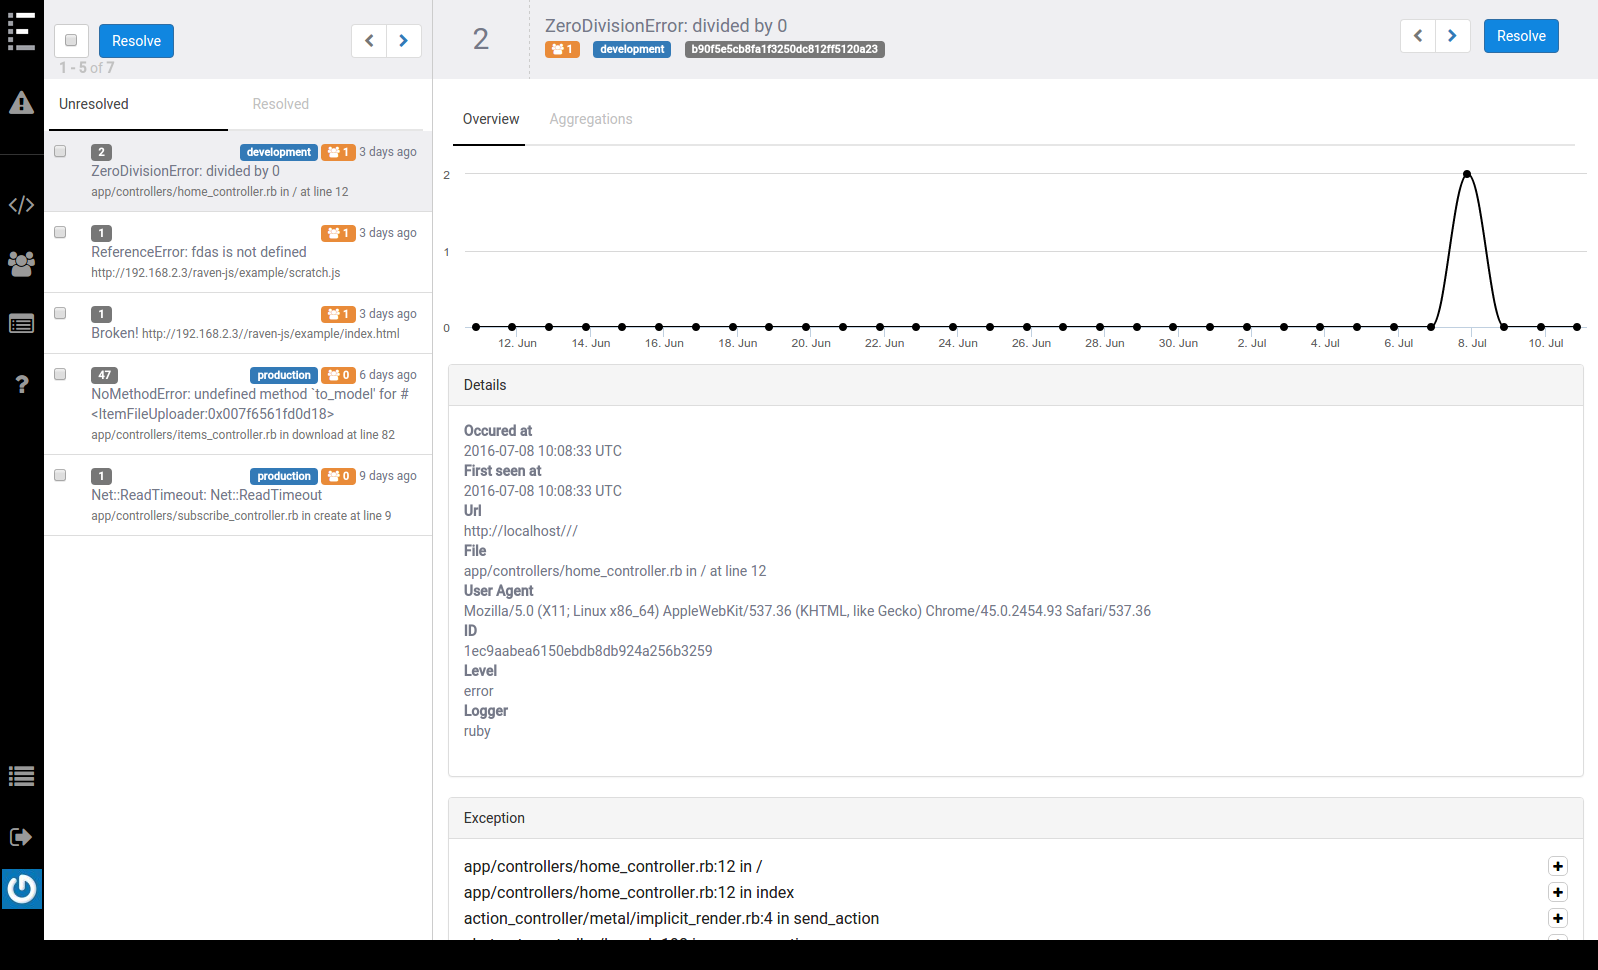 Resolve
1 - 5 of 7
Unresolved
Resolved
2 development 1 3 days ago
ZeroDivisionError: divided by 0
app/controllers/home_controller.rb in / at line 12
1 1 3 days ago
ReferenceError: fdas is not defined
http://192.168.2.3/raven-js/example/scratch.js
1 1 3 days ago
Broken! http://192.168.2.3//raven-js/example/index.html
47 production 0 6 days ago
NoMethodError: undefined method `to_model' for #
<ItemFileUploader:0x007f6561fd0d18>
app/controllers/items_controller.rb in download at line 82
1 production 0 9 days ago
Net::ReadTimeout: Net::ReadTimeout
app/controllers/subscribe_controller.rb in create at line 9
2
ZeroDivisionError: divided by 0
1 development b90f5e5cb8fa1f3250dc812ff5120a23
Resolve
Overview
Aggregations
2
1
0
12. Jun 14. Jun 16. Jun 18. Jun 20. Jun 22. Jun 24. Jun 26. Jun 28. Jun 30. Jun 2. Jul 4. Jul 6. Jul 8. Jul 10. Jul
Details
Occured at
2016-07-08 10:08:33 UTC
First seen at
2016-07-08 10:08:33 UTC
Url
http://localhost///
File
app/controllers/home_controller.rb in / at line 12
User Agent
Mozilla/5.0 (X11; Linux x86_64) AppleWebKit/537.36 (KHTML, like Gecko) Chrome/45.0.2454.93 Safari/537.36
ID
1ec9aabea6150ebdb8db924a256b3259
Level
error
Logger
ruby
Exception
app/controllers/home_controller.rb:12 in /
app/controllers/home_controller.rb:12 in index
action_controller/metal/implicit_render.rb:4 in send_action